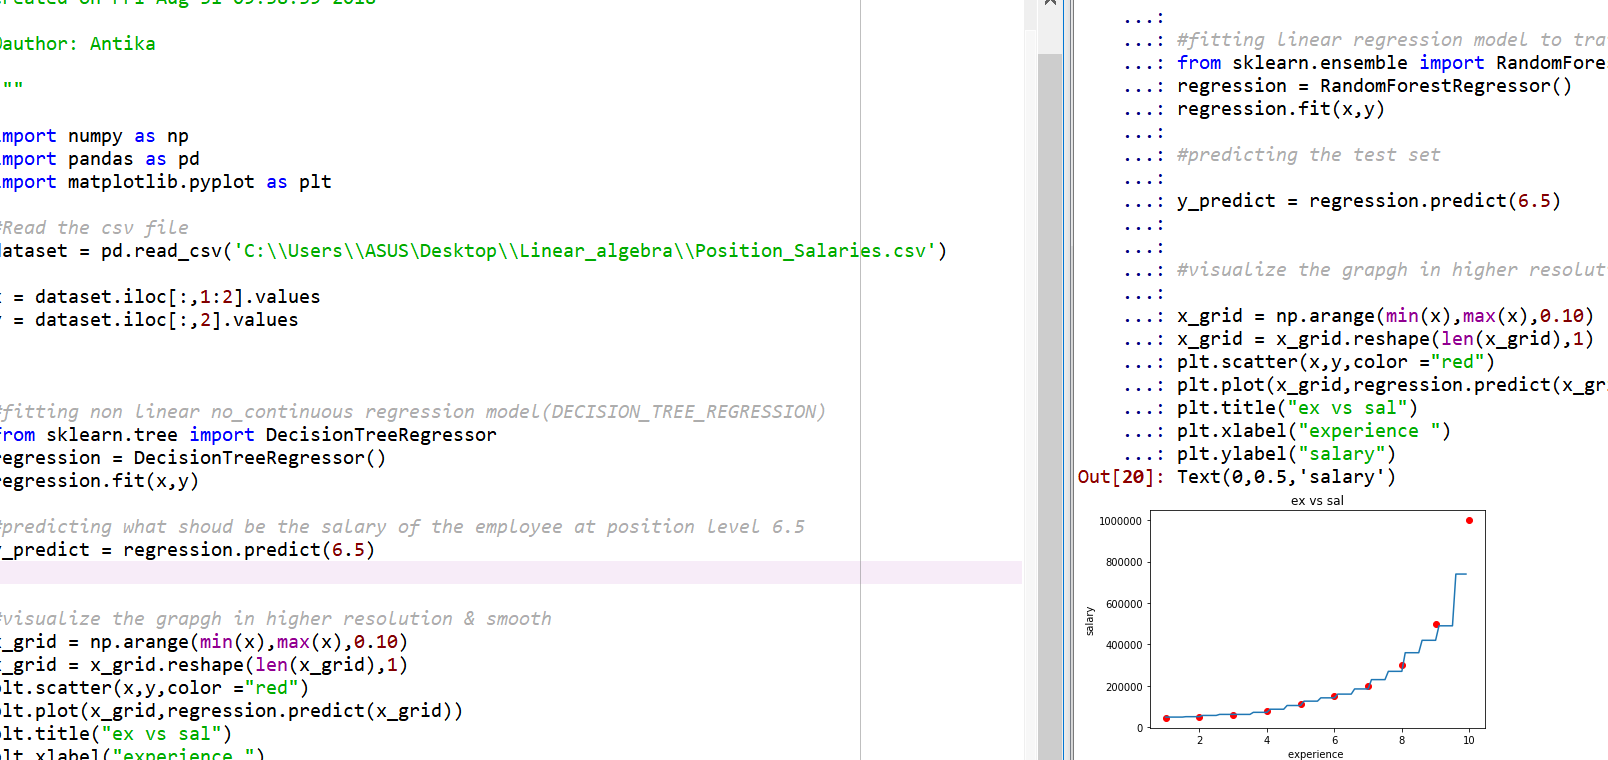 created on Fri Aug 31 09:38:39 2018
@author: Antika
"""
import numpy as np
import pandas as pd
import matplotlib.pyplot as plt
#Read the csv file
dataset = pd.read_csv('C:\\Users\\ASUS\Desktop\\Linear_algebra\\Position_Salaries.csv')
x = dataset.iloc[:,1:2].values
y = dataset.iloc[:,2].values
#fitting non linear no_continuous regression model(DECISION_TREE_REGRESSION)
from sklearn.tree import DecisionTreeRegressor
regression = DecisionTreeRegressor()
regression.fit(x,y)
#predicting what shoud be the salary of the employee at position level 6.5
y_predict = regression.predict(6.5)
#visualize the grapgh in higher resolution & smooth
x_grid = np.arange(min(x),max(x),0.10)
x_grid = x_grid.reshape(len(x_grid),1)
plt.scatter(x,y,color ="red")
plt.plot(x_grid,regression.predict(x_grid))
plt.title("ex vs sal")
plt.xlabel("experience ")
...:
...: #fitting linear regression model to tra
...: from sklearn.ensemble import RandomFore
...: regression = RandomForestRegressor()
...: regression.fit(x,y)
...:
...: #predicting the test set
...:
...: y_predict = regression.predict(6.5)
...:
...:
...: #visualize the grapgh in higher resolut
...:
...: x_grid = np.arange(min(x),max(x),0.10)
...: x_grid = x_grid.reshape(len(x_grid),1)
...: plt.scatter(x,y,color ="red")
...: plt.plot(x_grid,regression.predict(x_gr
...: plt.title("ex vs sal")
...: plt.xlabel("experience ")
...: plt.ylabel("salary")
Out[20]: Text(0,0.5,'salary')
ex vs sal
1000000
800000
600000
400000
200000
0
salary
2 4 6 8 10
experience